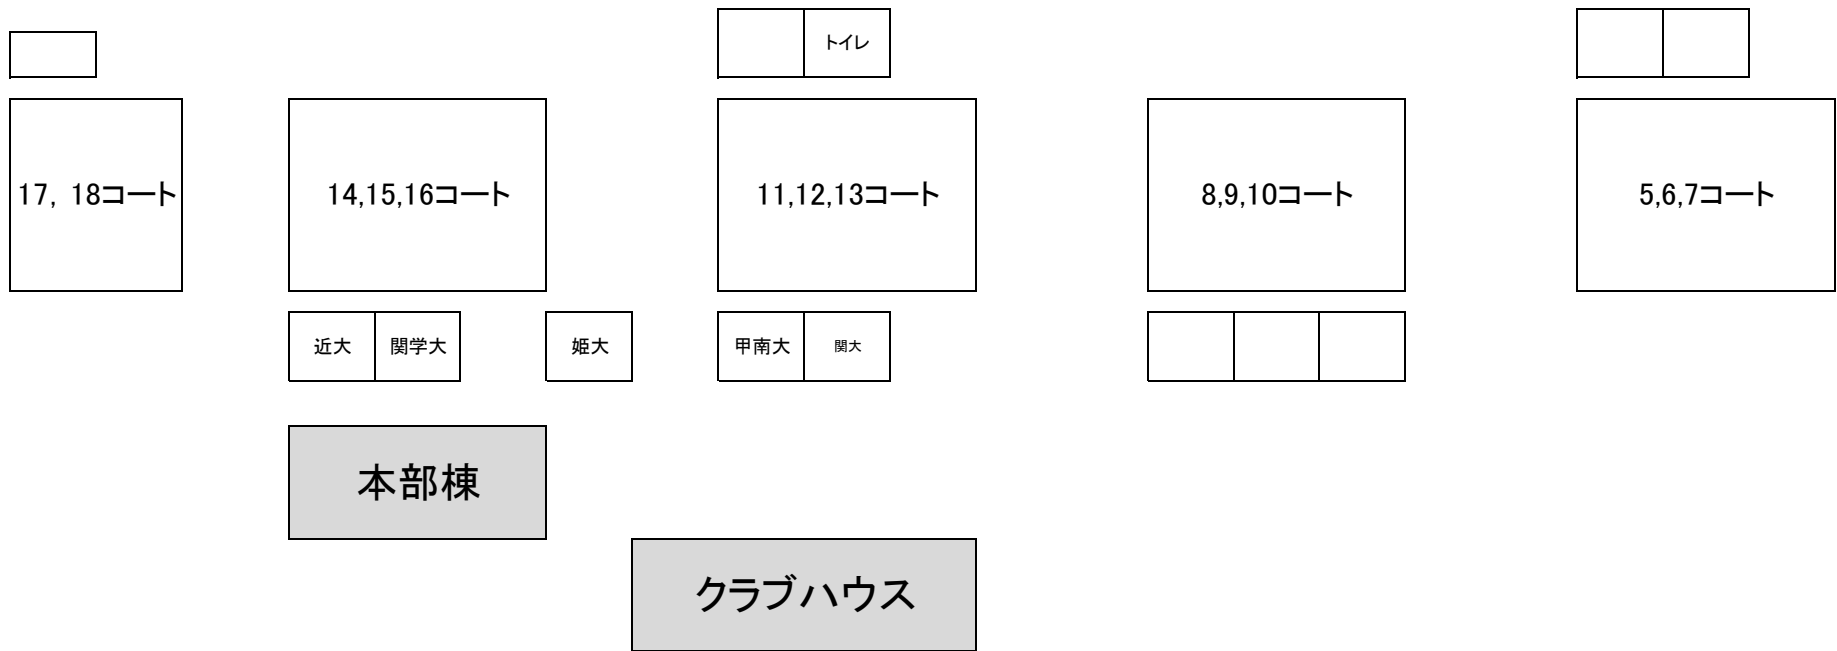 トイレ
17, 18コート
14,15,16コート
11,12,13コート
8,9,10コート
5,6,7コート
近大
関学大
姫大
甲南大
関大
本部棟
クラブハウス